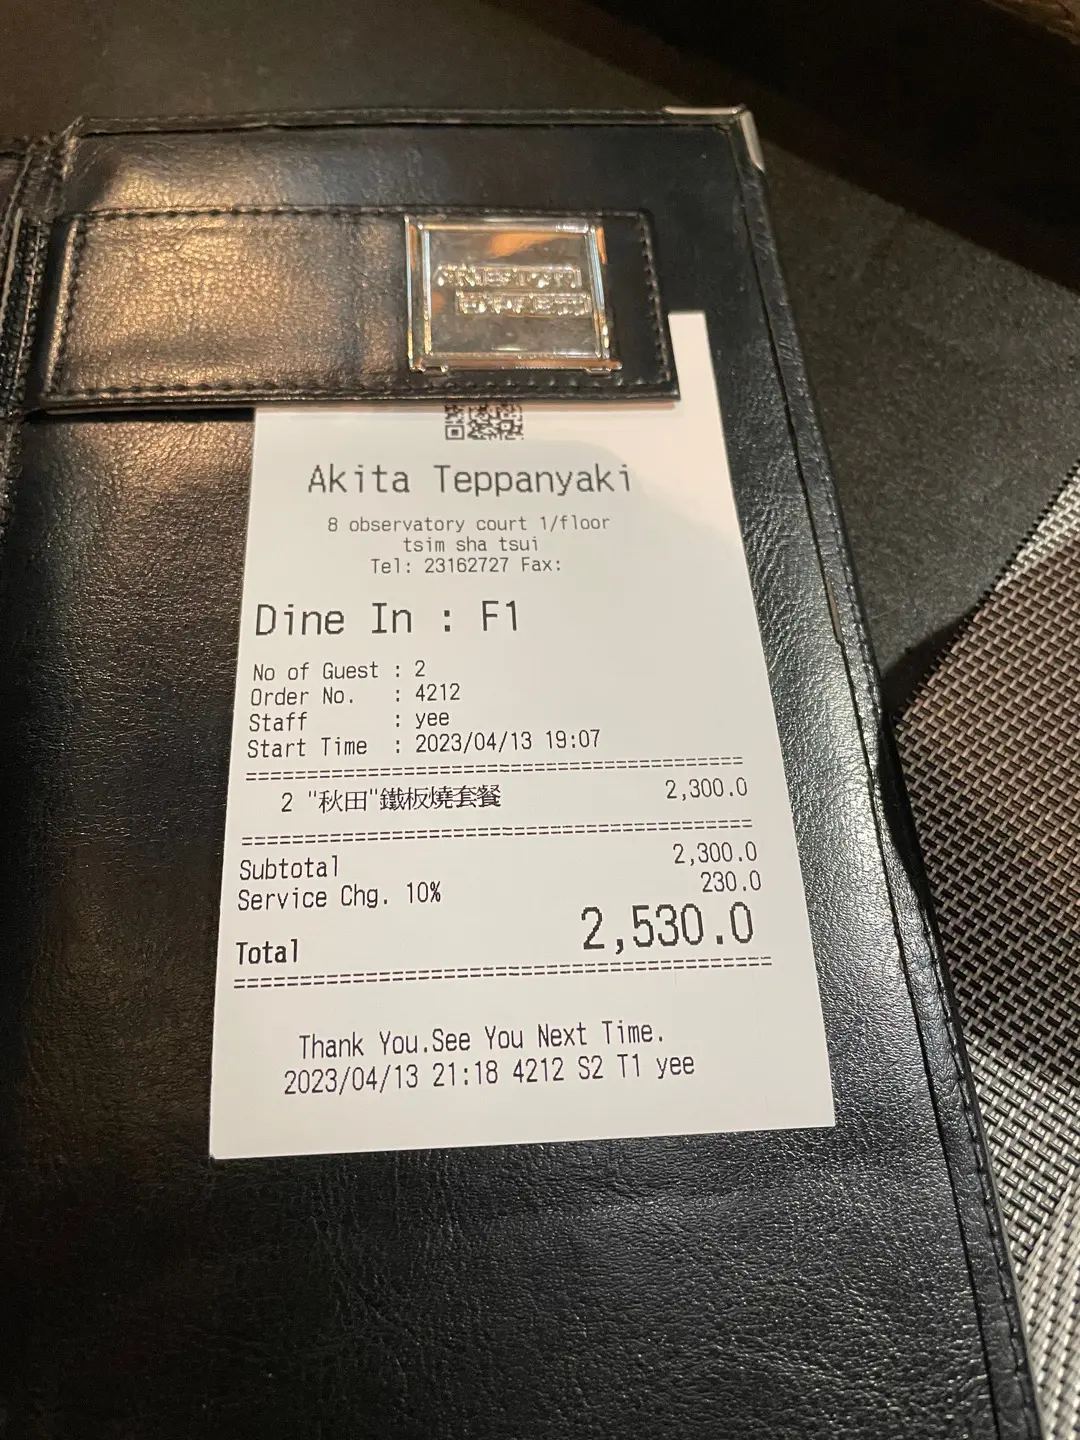 AMERICAN
EXPRESS
Akita Teppanyaki
8 observatory court 1/floor
tsim sha tsui
Tel: 23162727 Fax:
Dine In : F1
No of Guest : 2
Order No. : 4212
Staff : yee
Start Time : 2023/04/13 19:07
2 "秋田"鐵板燒套餐 2,300.0
Subtotal 2,300.0
Service Chg. 10% 230.0
Total 2,530.0
Thank You.See You Next Time.
2023/04/13 21:18 4212 S2 T1 yee